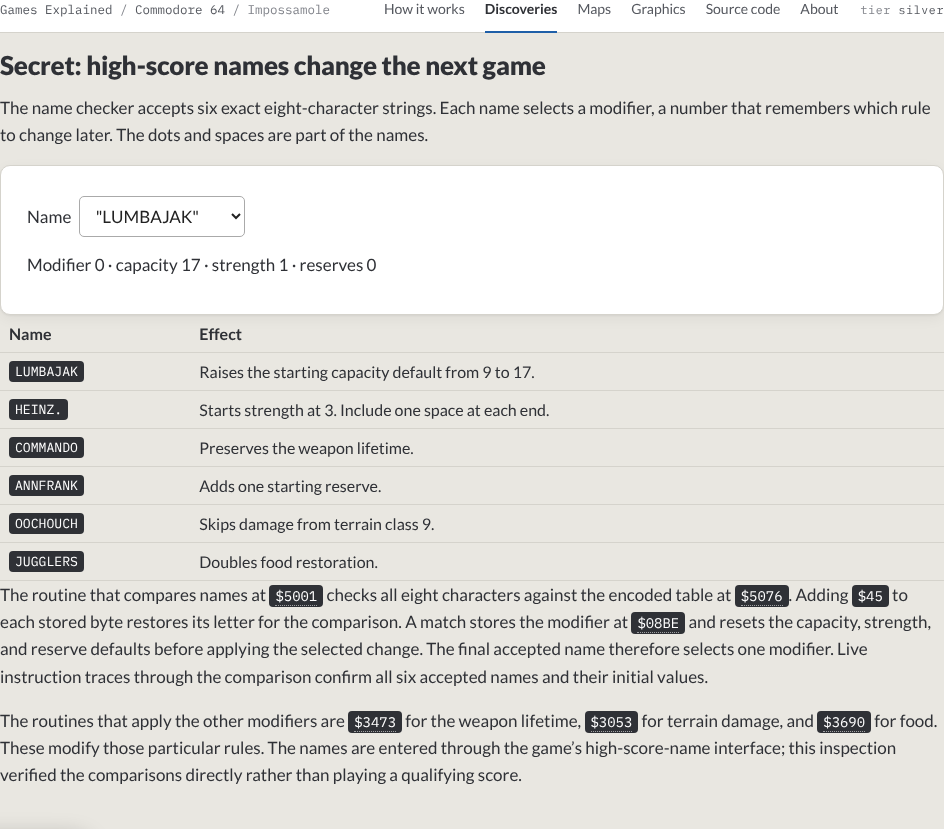 Games Explained / Commodore 64 / Impossamole
How it works Discoveries Maps Graphics Source code About tier silver
Secret: high-score names change the next game
The name checker accepts six exact eight-character strings. Each name selects a modifier, a number that remembers which rule
to change later. The dots and spaces are part of the names.
Name "LUMBAJAK"
Modifier 0 · capacity 17 · strength 1 · reserves 0
Name Effect
LUMBAJAK Raises the starting capacity default from 9 to 17.
HEINZ. Starts strength at 3. Include one space at each end.
COMMANDO Preserves the weapon lifetime.
ANNFRANK Adds one starting reserve.
OOCHOUCH Skips damage from terrain class 9.
JUGGLERS Doubles food restoration.
The routine that compares names at $5001 checks all eight characters against the encoded table at $5076. Adding $45 to
each stored byte restores its letter for the comparison. A match stores the modifier at $08BE and resets the capacity, strength,
and reserve defaults before applying the selected change. The final accepted name therefore selects one modifier. Live
instruction traces through the comparison confirm all six accepted names and their initial values.
The routines that apply the other modifiers are $3473 for the weapon lifetime, $3053 for terrain damage, and $3690 for food.
These modify those particular rules. The names are entered through the game’s high-score-name interface; this inspection
verified the comparisons directly rather than playing a qualifying score.